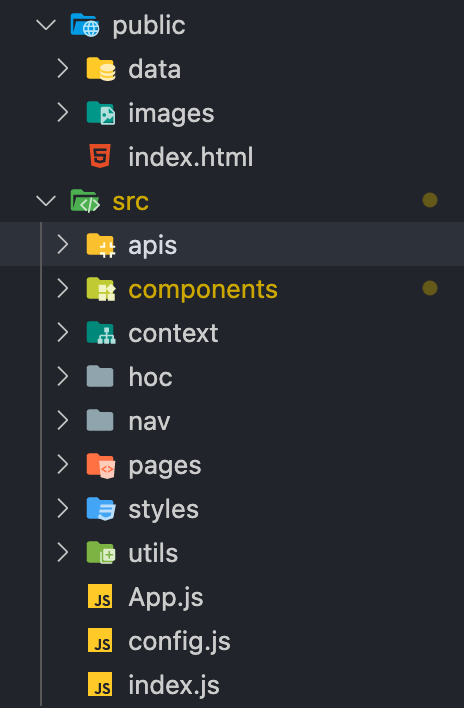 public
data
images
index.html
src
apis
components
context
hoc
nav
pages
styles
utils
App.js
config.js
index.js